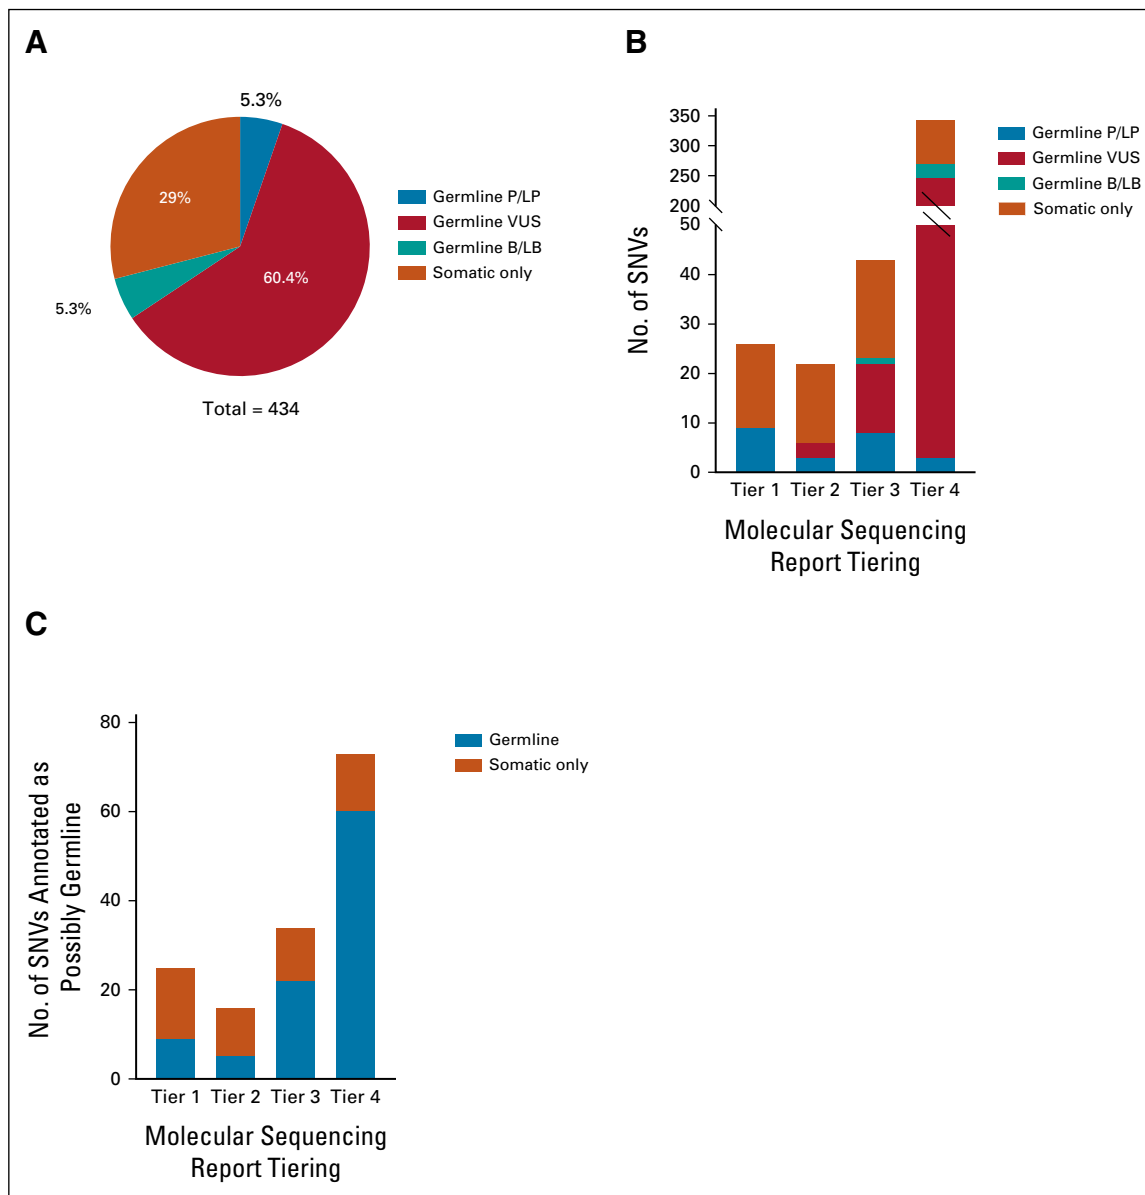 A
5.3%
29%
60.4%
5.3%
Total = 434
Germline P/LP
Germline VUS
Germline B/LB
Somatic only
B
No. of SNVs
350
300
250
200
50
40
30
20
10
0
Tier 1 Tier 2 Tier 3 Tier 4
Molecular Sequencing
Report Tiering
Germline P/LP
Germline VUS
Germline B/LB
Somatic only
C
No. of SNVs Annotated as
Possibly Germline
80
60
40
20
0
Tier 1 Tier 2 Tier 3 Tier 4
Molecular Sequencing
Report Tiering
Germline
Somatic only